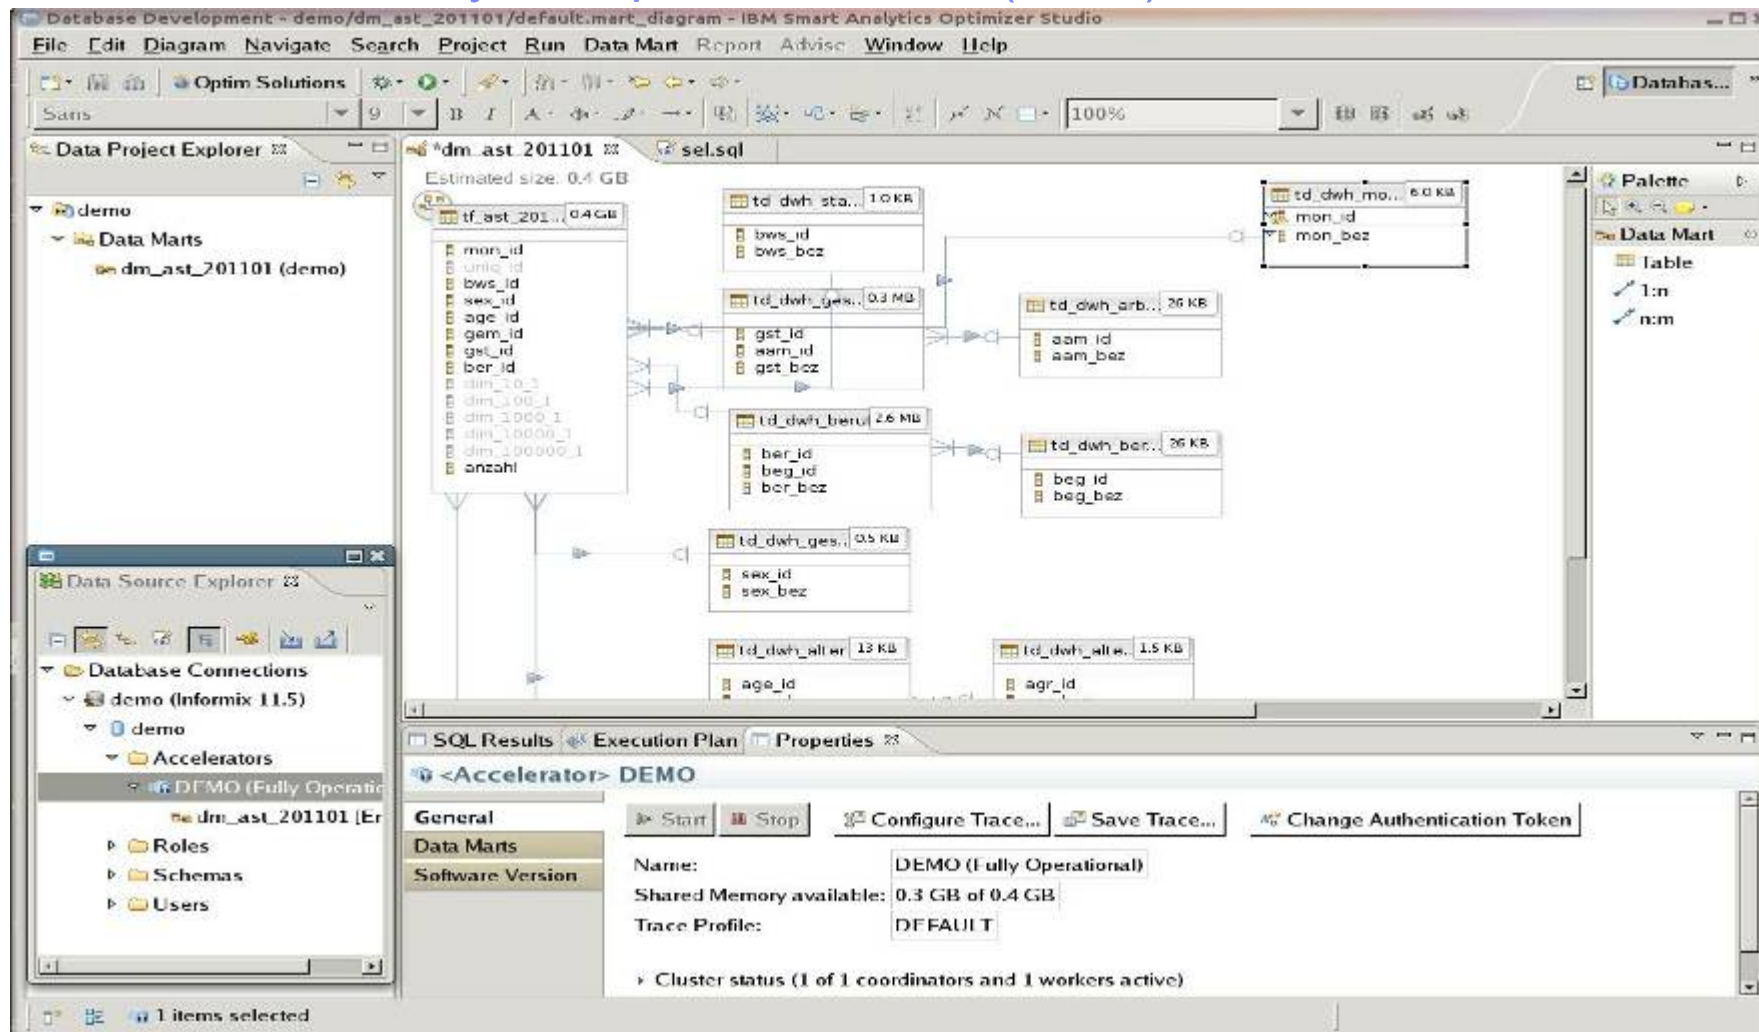 Database Development - demo/dm_ast_201101/default.mart_diagram - IBM Smart Analytics Optimizer Studio
File Edit Diagram Navigate Search Project Run Data Mart Report Advise Window Help
Optim Solutions
Databas...
Sans 9 B I A 100%
Data Project Explorer
demo
Data Marts
dm_ast_201101 (demo)
*dm_ast_201101 sel.sql
Estimated size: 0.4 GB
tf_ast_201... 0.4 GB
mon_id
uniq_id
bws_id
sex_id
age_id
gem_id
gst_id
ber_id
dim_10_1
dim_100_1
dim_1000_1
dim_10000_1
dim_100000_1
anzahl
td_dwh_sta... 1.0 KB
bws_id
bws_bez
td_dwh_ges... 0.3 MB
gst_id
aam_id
gst_bez
td_dwh_beruf 2.6 MB
ber_id
beg_id
ber_bez
td_dwh_ges... 0.5 KB
sex_id
sex_bez
td_dwh_alter 13 KB
age_id
td_dwh_mo... 6.0 KB
mon_id
mon_bez
td_dwh_arb... 26 KB
aam_id
aam_bez
td_dwh_ber... 26 KB
beg_id
beg_bez
td_dwh_alte... 1.5 KB
agr_id
Palette
Data Mart
Table
1:n
n:m
Data Source Explorer
Database Connections
demo (Informix 11.5)
demo
Accelerators
DEMO (Fully Operatio
dm_ast_201101 [Er
Roles
Schemas
Users
SQL Results Execution Plan Properties
<Accelerator> DEMO
General
Data Marts
Software Version
Start Stop Configure Trace... Save Trace... Change Authentication Token
Name: DEMO (Fully Operational)
Shared Memory available: 0.3 GB of 0.4 GB
Trace Profile: DEFAULT
Cluster status (1 of 1 coordinators and 1 workers active)
1 items selected